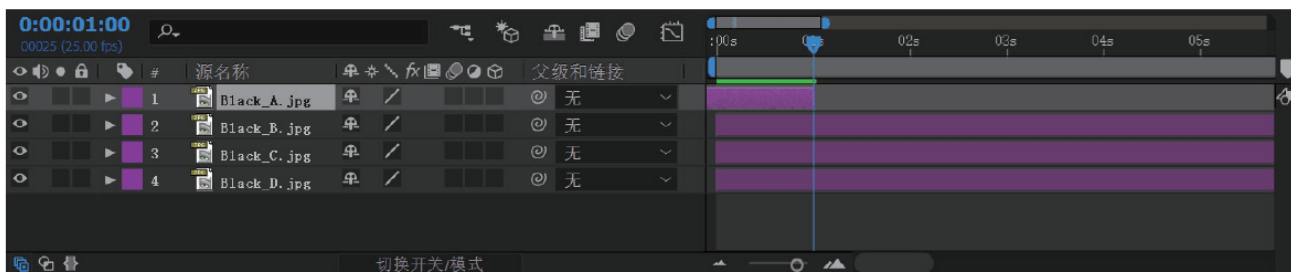 0:00:01:00
00025 (25.00 fps)
:00s 02s 03s 04s 05s
# 源名称 fx 父级和链接
1 Black_A.jpg 无
2 Black_B.jpg 无
3 Black_C.jpg 无
4 Black_D.jpg 无
切换开关/模式